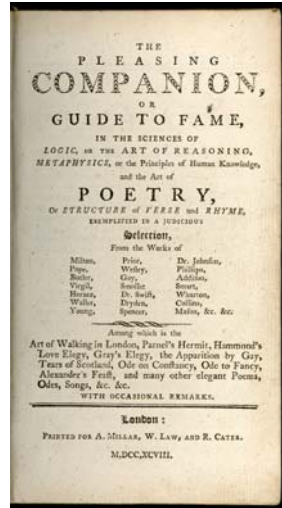 THE
PLEASING
COMPANION,
OR
GUIDE TO FAME,
IN THE SCIENCES OF
LOGIC, OR THE ART OF REASONING,
METAPHYSICS, or the Principles of Human Knowledge,
and the Art of
POETRY,
Or STRUCTURE of VERSE and RHYME,
EXEMPLIFIED IN A JUDICIOUS
Selection,
From the Works of
Milton, Prior, Dr. Johnson,
Pope, Wesley, Phillips,
Butler, Gay, Addison,
Virgil, Smollet Smart,
Horace, Dr. Swift, Wharton,
Waller, Dryden, Collins,
Young, Spencer, Mason, &c. &c.
Among which is the
Art of Walking in London, Parnel's Hermit, Hammond's
Love Elegy, Gray's Elegy, the Apparition by Gay,
Tears of Scotland, Ode on Constancy, Ode to Fancy,
Alexander's Feast, and many other elegant Poems,
Odes, Songs, &c. &c.
WITH OCCASIONAL REMARKS.
London:
PRINTED FOR A. MILLAR, W. LAW, AND R. CATER.
M,DCC,XCVIII.